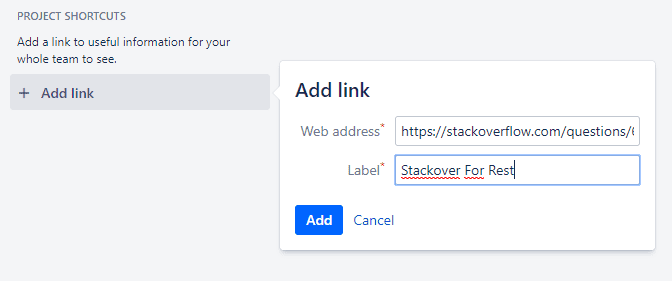 PROJECT SHORTCUTS
Add a link to useful information for your
whole team to see.
+ Add link
Add link
Web address* https://stackoverflow.com/questions/6
Label* Stackover For Rest
Add Cancel